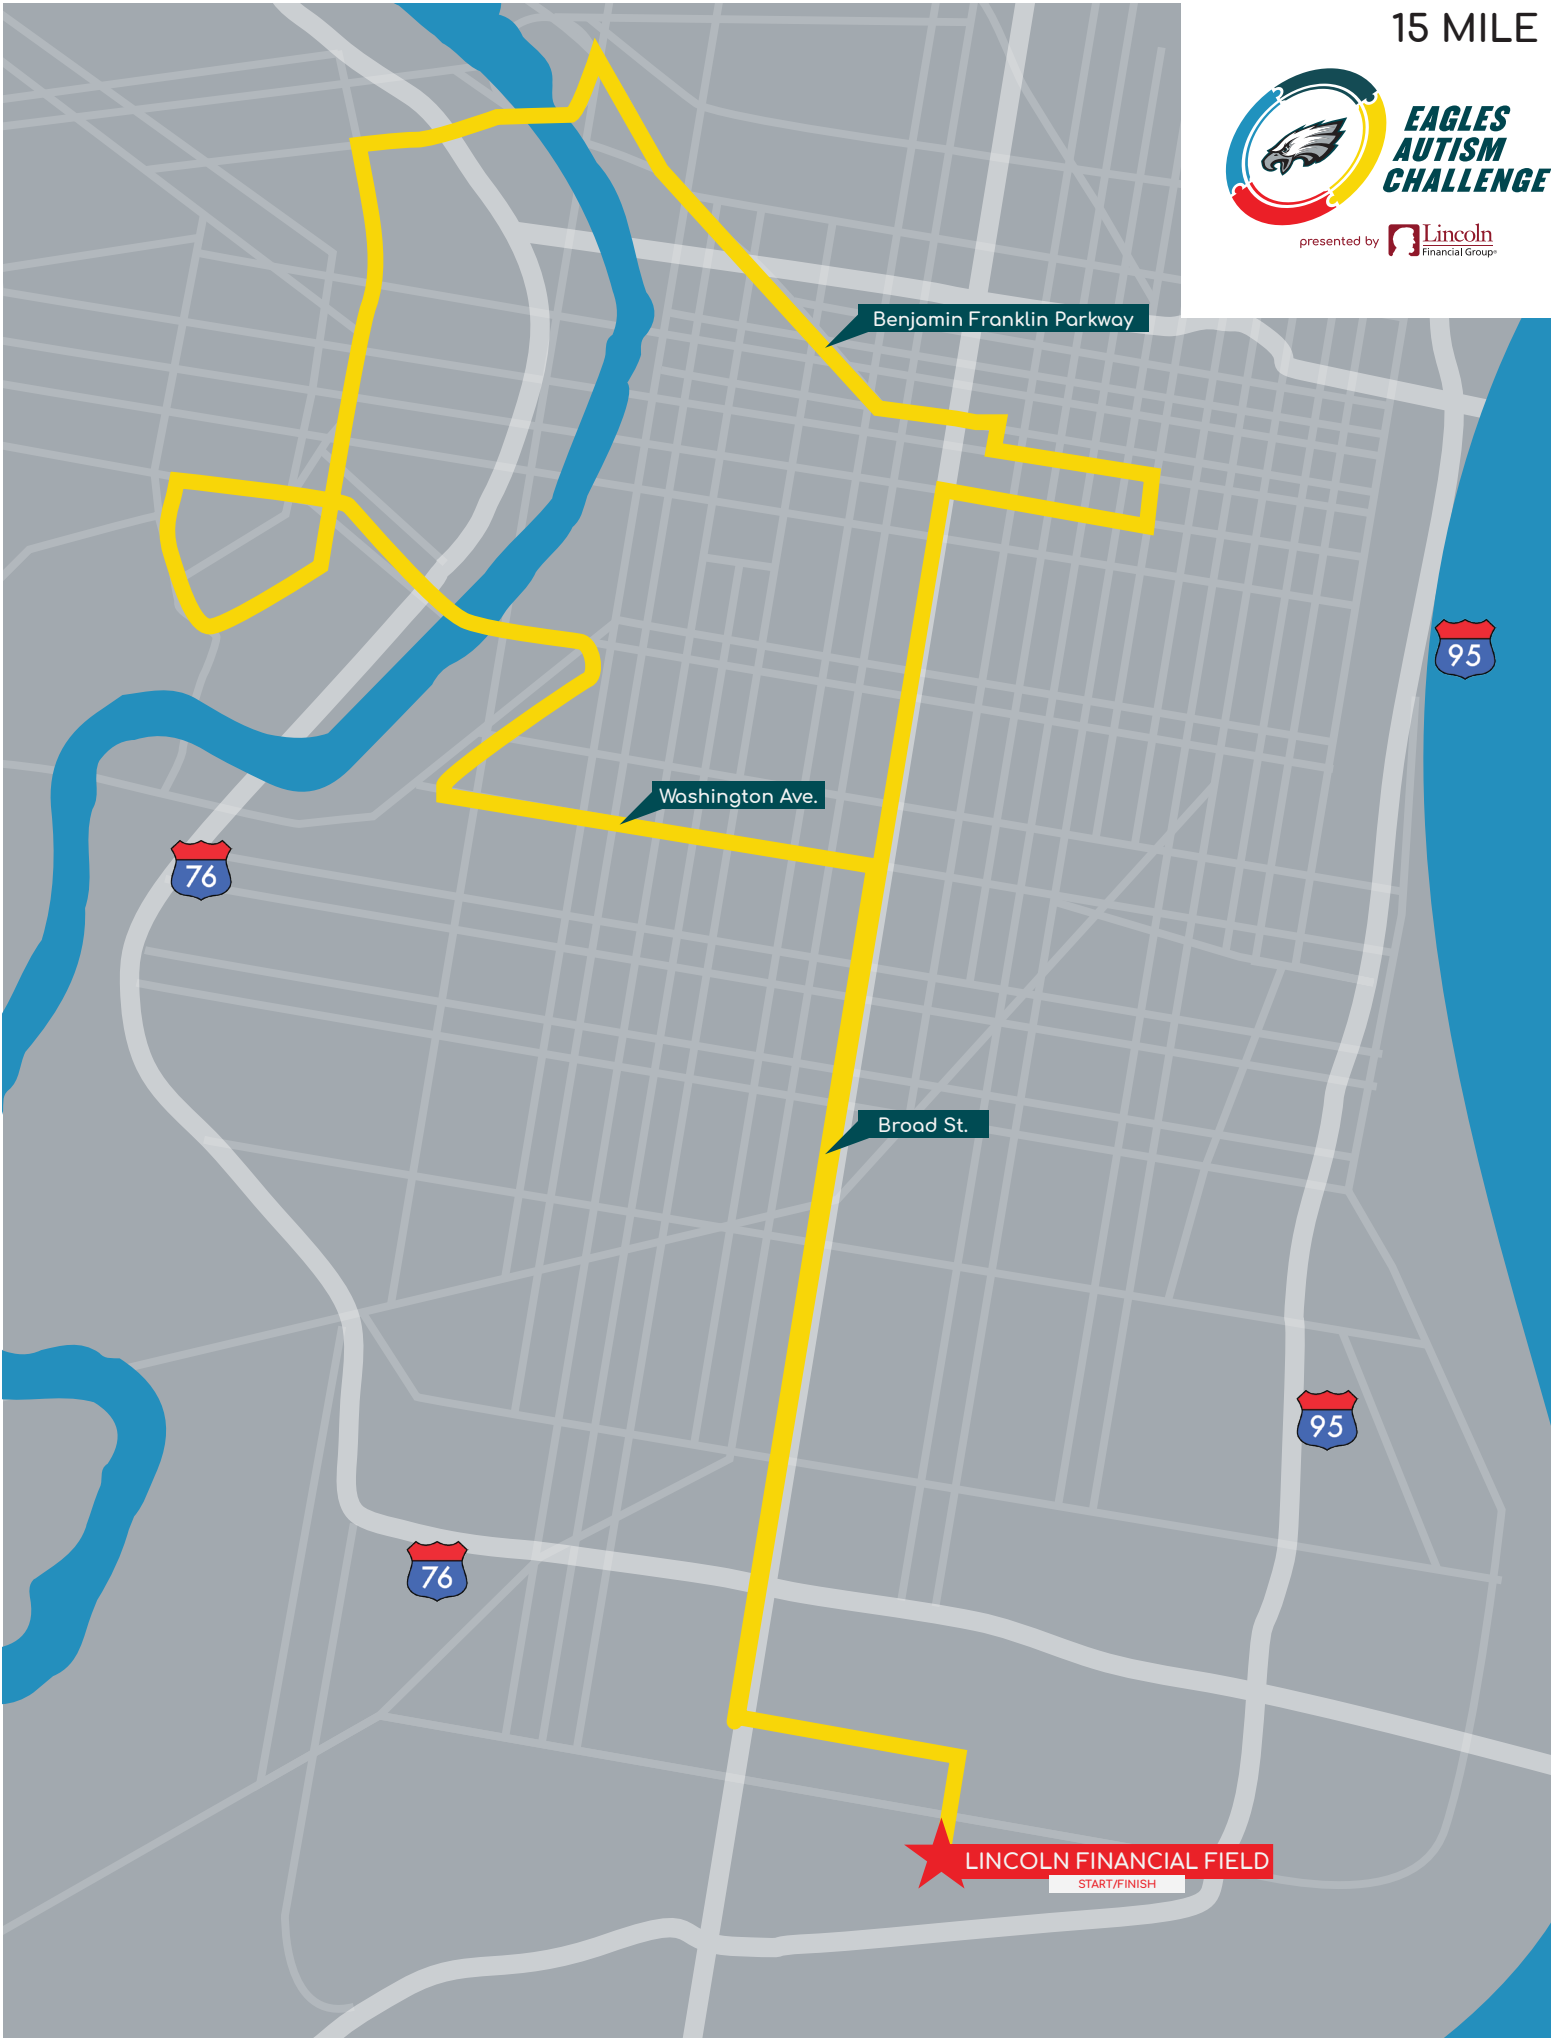 15 MILE
EAGLES
AUTISM
CHALLENGE
presented by
Lincoln
Financial Group®
Benjamin Franklin Parkway
95
Washington Ave.
76
Broad St.
95
76
LINCOLN FINANCIAL FIELD
START/FINISH